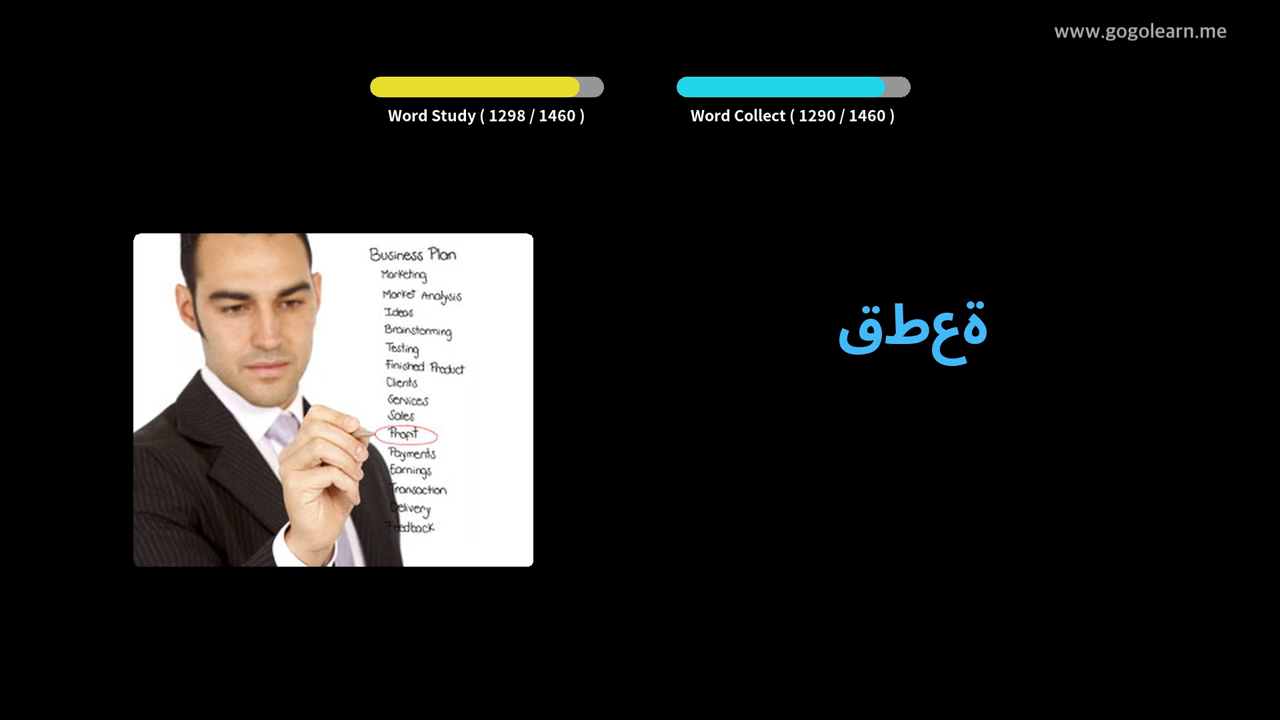 www.gogolearn.me
Word Study ( 1298 / 1460 )
Word Collect ( 1290 / 1460 )
Business Plan
Marketing
Market Analysis
Ideas
Brainstorming
Testing
Finished Product
Clients
Services
Sales
Profit
Payments
Earnings
Transaction
Delivery
Feedback
ةعطق